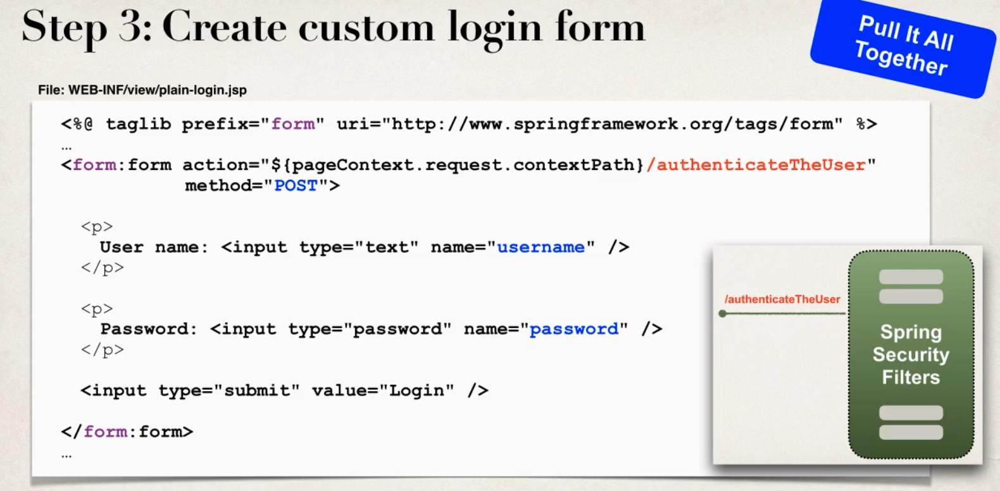 Step 3: Create custom login form
Pull It All
Together
File: WEB-INF/view/plain-login.jsp
<%@ taglib prefix="form" uri="http://www.springframework.org/tags/form" %>
…
<form:form action="${pageContext.request.contextPath}/authenticateTheUser"
method="POST">
<p>
User name: <input type="text" name="username" />
</p>
<p>
Password: <input type="password" name="password" />
</p>
<input type="submit" value="Login" />
</form:form>
…
/authenticateTheUser
Spring
Security
Filters